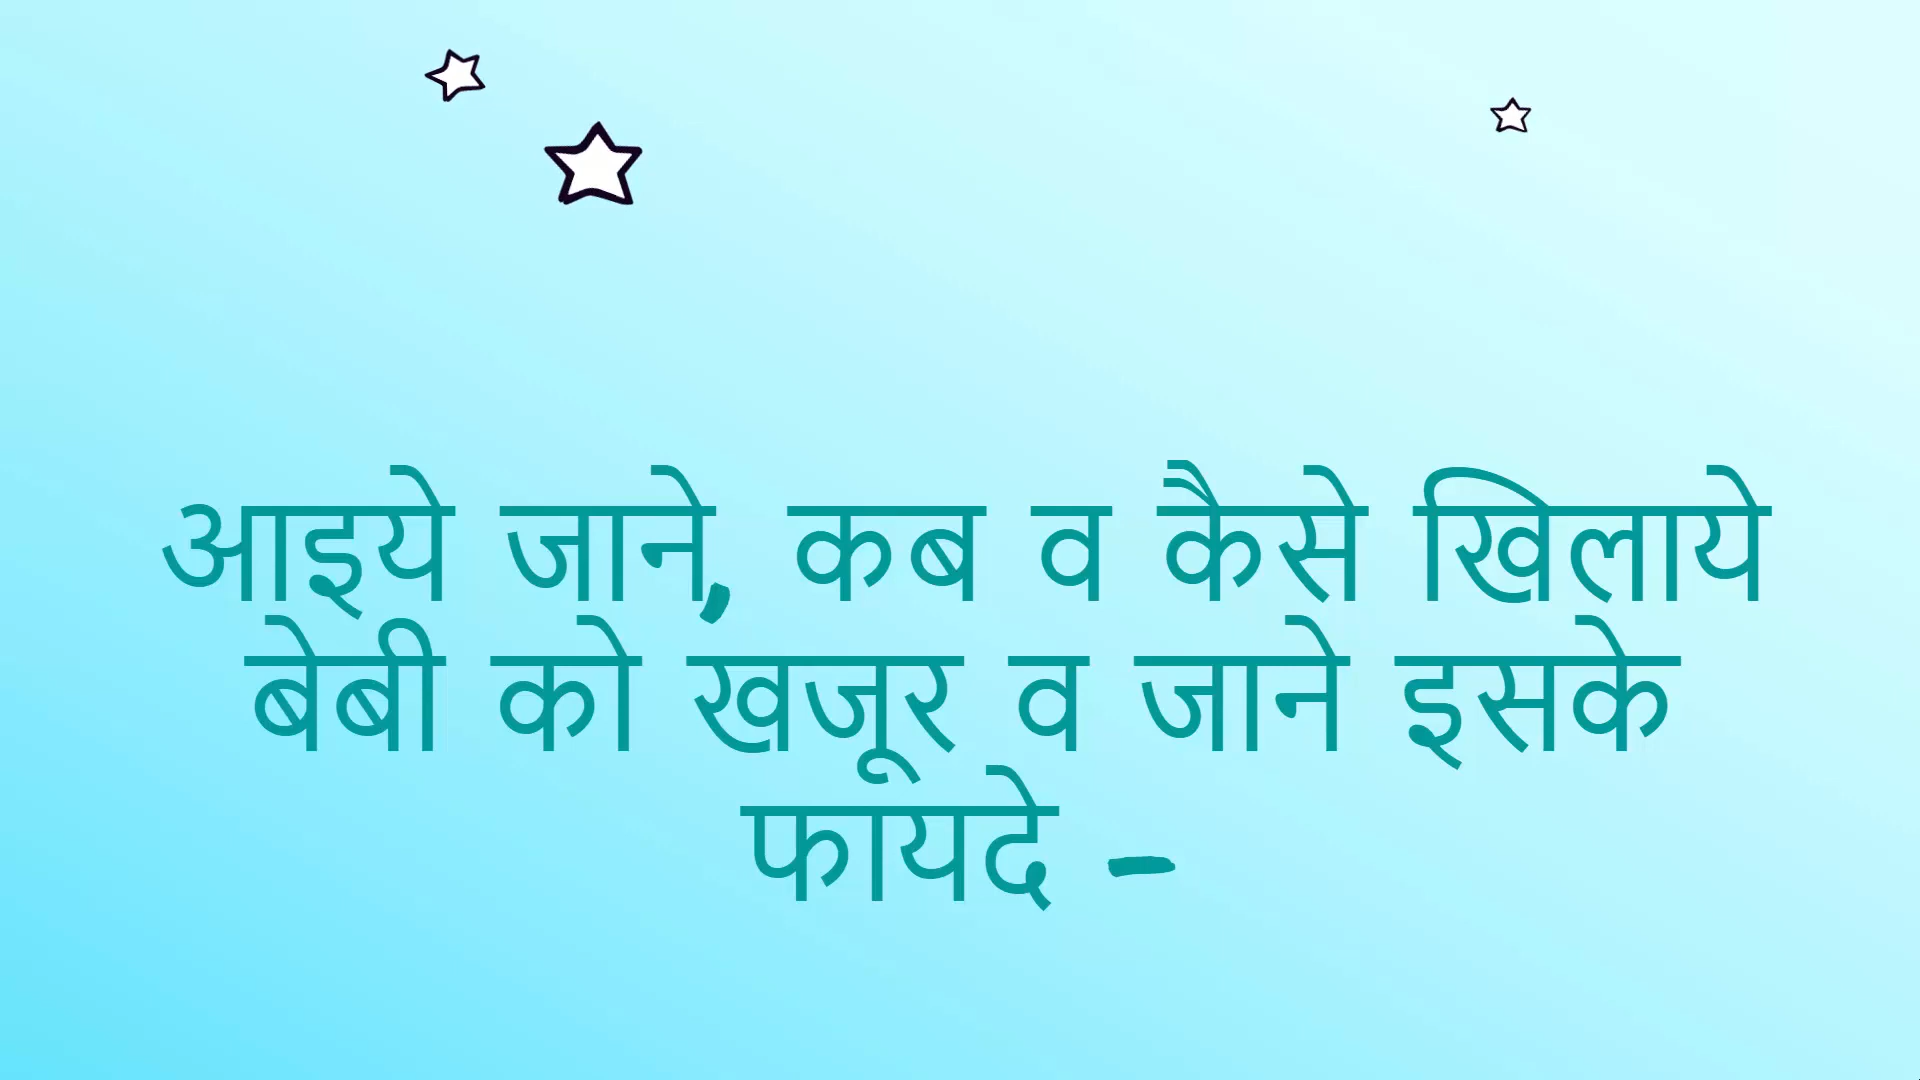 आइये जाने, कब व कैसे खिलाये
बेबी को खजूर व जाने इसके
फायदे -